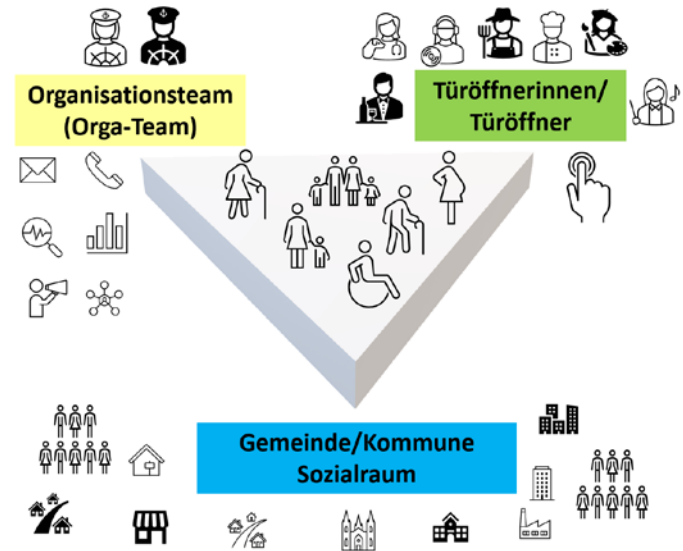 Organisationsteam
(Orga-Team)
Türöffnerinnen/
Türöffner
Gemeinde/Kommune
Sozialraum